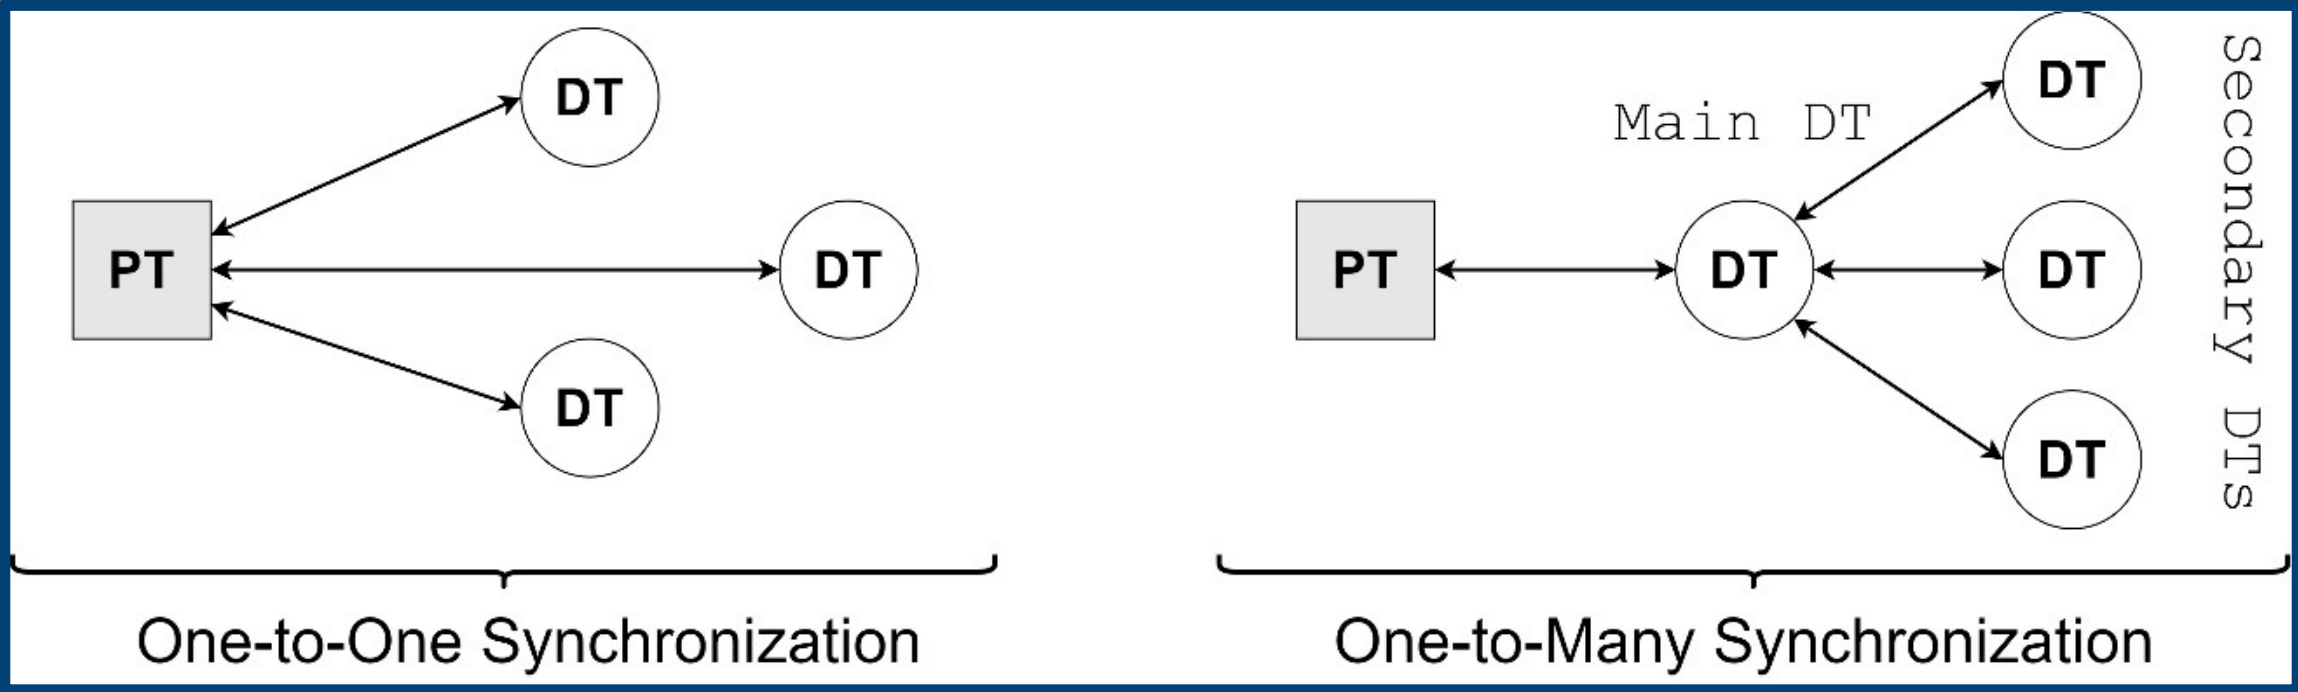 DT
PT
DT
DT
One-to-One Synchronization
Main DT
DT
PT
DT
DT
DT
Secondary DTs
One-to-Many Synchronization